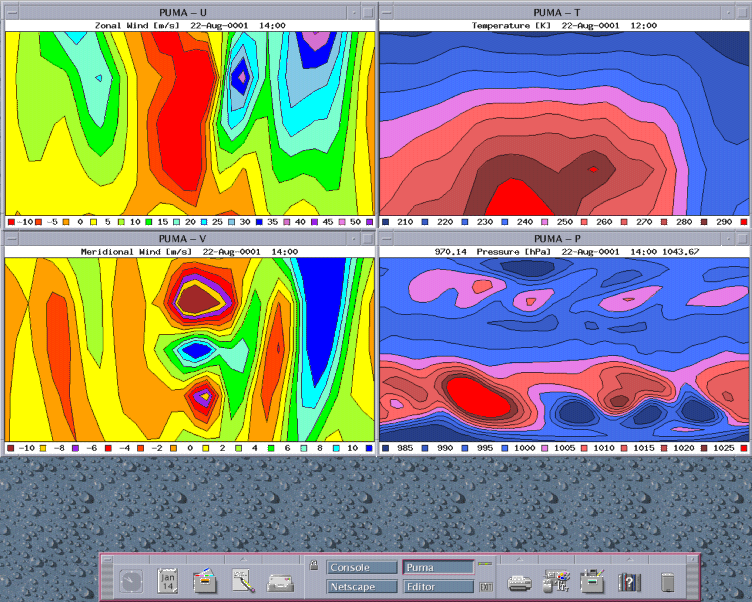 PUMA - U
Zonal Wind [m/s] 22-Aug-0001 14:00
-10 -5 0 5 10 15 20 25 30 35 40 45 50
PUMA - T
Temperature [K] 22-Aug-0001 12:00
210 220 230 240 250 260 270 280 290
PUMA - V
Meridional Wind [m/s] 22-Aug-0001 14:00
-10 -8 -6 -4 -2 0 2 4 6 8 10
PUMA - P
970.14 Pressure [hPa] 22-Aug-0001 14:00 1043.67
985 990 995 1000 1005 1010 1015 1020 1025
Jan
14
Console Puma
Netscape Editor
EXIT
?